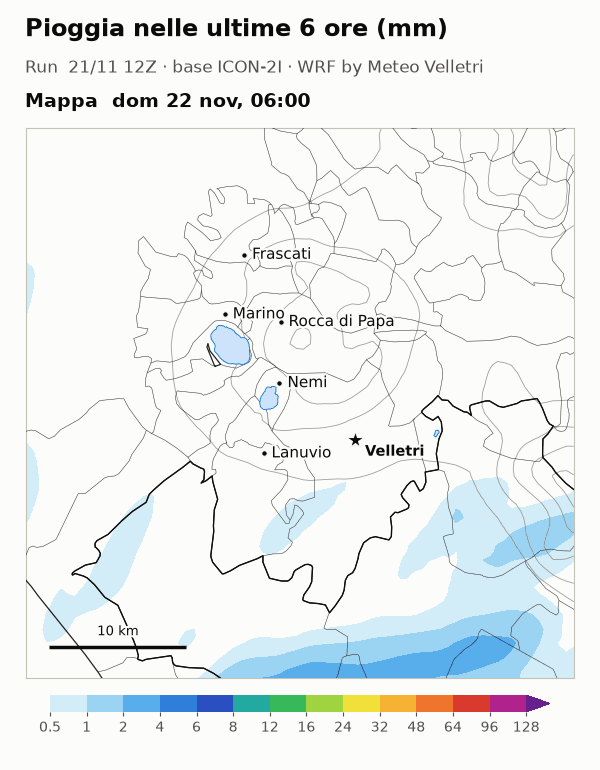 Pioggia nelle ultime 6 ore (mm)
Run  21/11 12Z · base ICON-2I · WRF by Meteo Velletri
Mappa  dom 22 nov, 06:00
Frascati
Marino
Rocca di Papa
Nemi
Velletri
Lanuvio
10 km
0.5 1 2 4 6 8 12 16 24 32 48 64 96 128